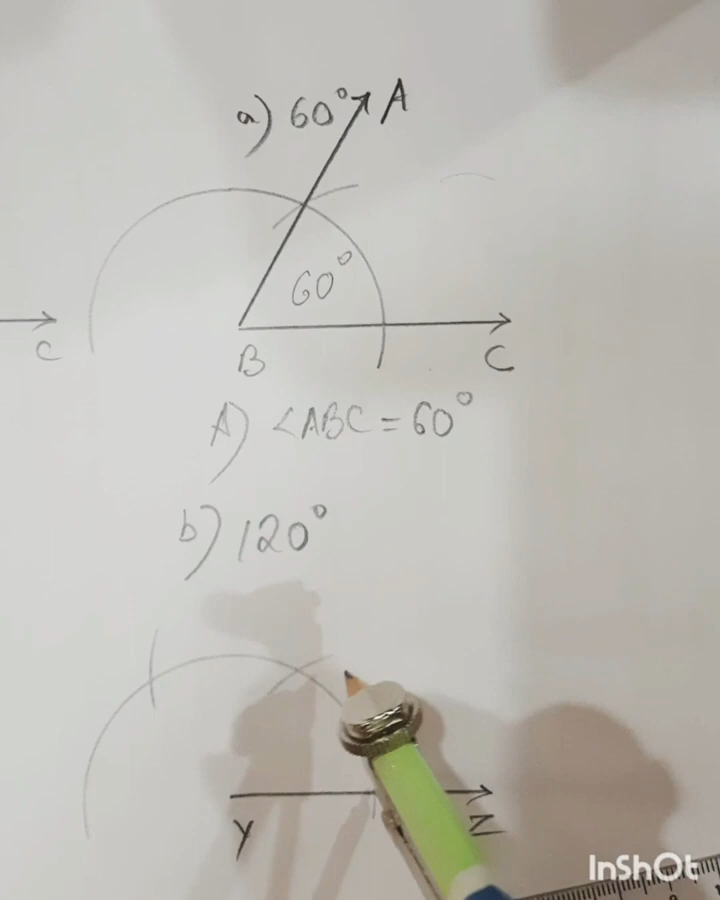 a) 60° A
60°
C
B C
A) ∠ABC = 60°
b) 120°
Y N
InShOt